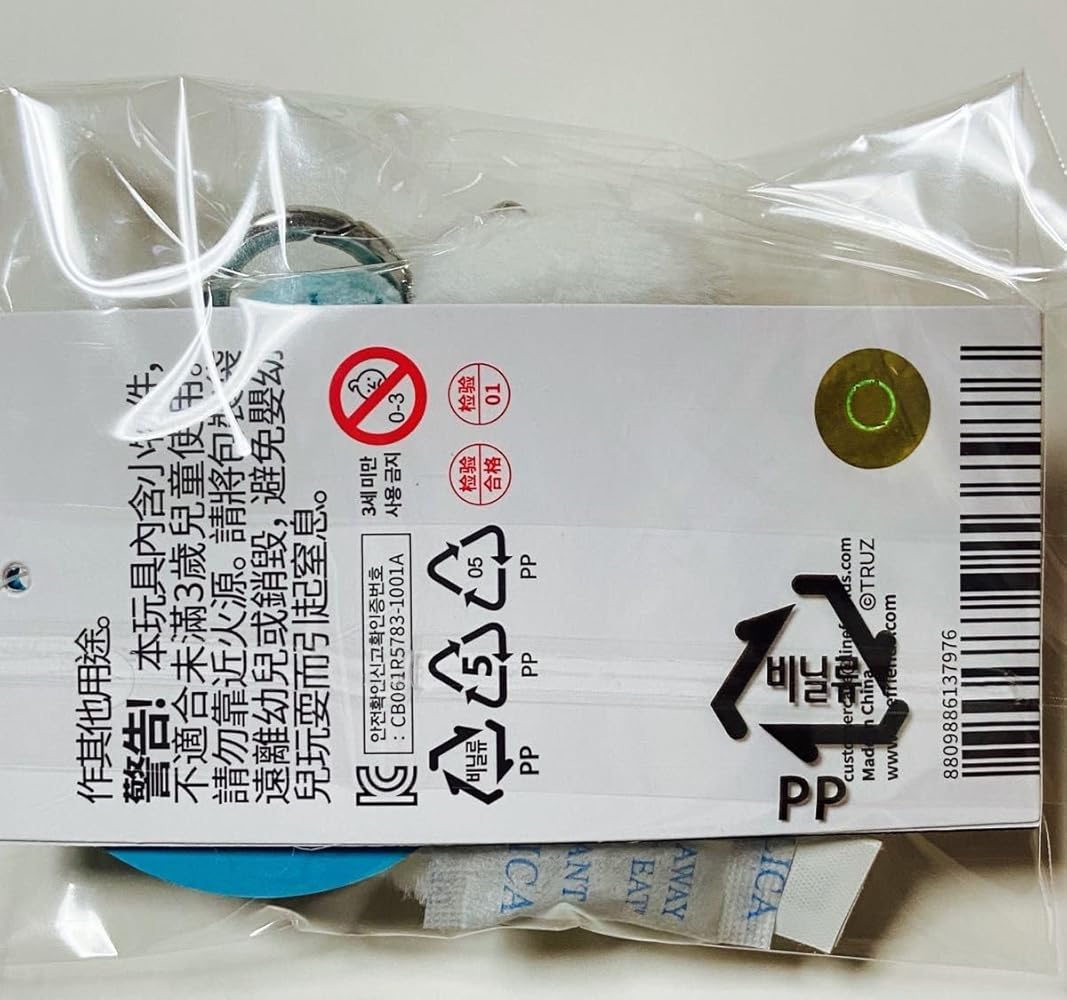 作其他用途。
警告! 本玩具內含小物件,
不適合未滿3歲兒童使用。
請勿靠近火源。請將包裝袋
遠離幼兒或銷毀,避免嬰幼
兒玩耍而引起窒息。
0-3
3세 미만
사용 금지
안전확인신고확인증번호
: CB061R5783-1001A
检验
01
检验
合格
비닐류
PP
5
PP
05
PP
비닐류
PP
©TRUZ
Made in China
8809886137976
SILICA
AWAY
EAT